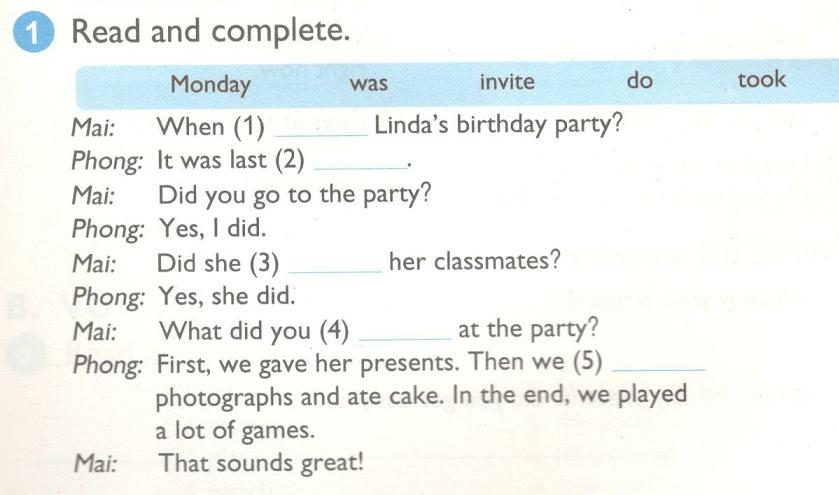 1 Read and complete.
Monday was invite do took
Mai: When (1) ________ Linda's birthday party?
Phong: It was last (2) ________.
Mai: Did you go to the party?
Phong: Yes, I did.
Mai: Did she (3) ________ her classmates?
Phong: Yes, she did.
Mai: What did you (4) ________ at the party?
Phong: First, we gave her presents. Then we (5) ________
photographs and ate cake. In the end, we played
a lot of games.
Mai: That sounds great!